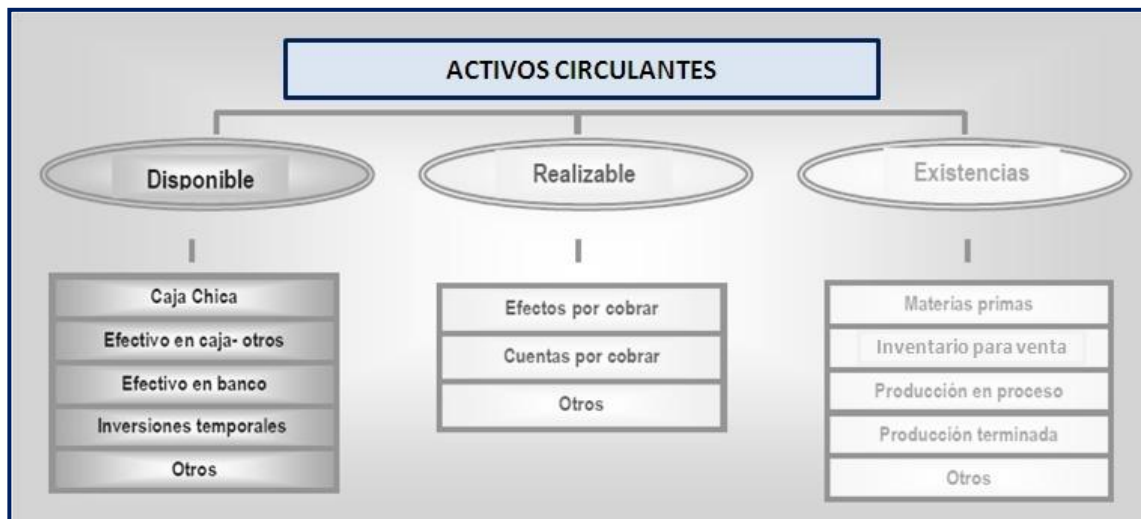 ACTIVOS CIRCULANTES
Disponible
Realizable
Existencias
Caja Chica
Efectivo en caja- otros
Efectivo en banco
Inversiones temporales
Otros
Efectos por cobrar
Cuentas por cobrar
Otros
Materias primas
Inventario para venta
Producción en proceso
Producción terminada
Otros